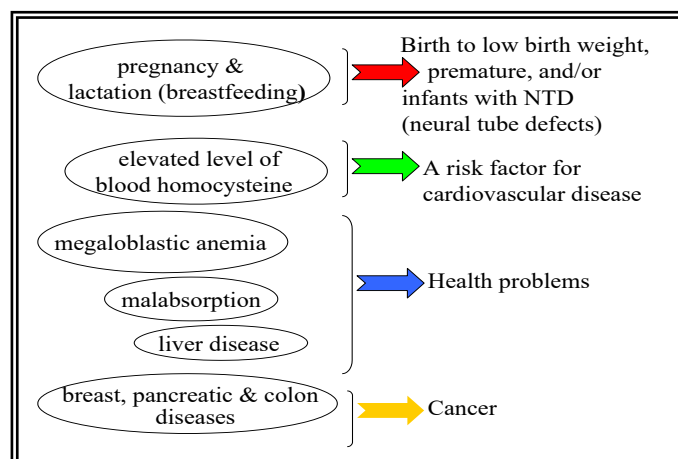 pregnancy &
lactation (breastfeeding)
Birth to low birth weight,
premature, and/or
infants with NTD
(neural tube defects)
elevated level of
blood homocysteine
A risk factor for
cardiovascular disease
megaloblastic anemia
malabsorption
liver disease
Health problems
breast, pancreatic & colon
diseases
Cancer